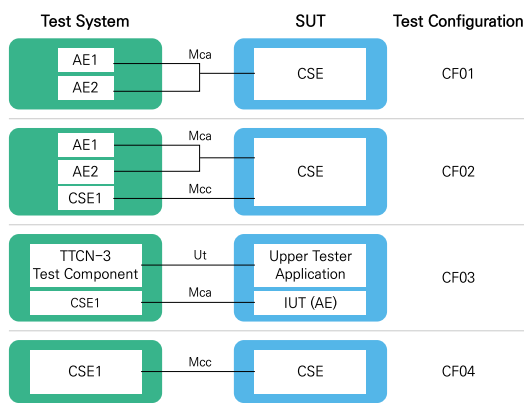 Test System SUT Test Configuration
AE1 Mca
AE2 CSE CF01
AE1 Mca
AE2 CSE CF02
CSE1 Mcc
TTCN-3 Ut Upper Tester
Test Component Application CF03
CSE1 Mca IUT (AE)
CSE1 Mcc CSE CF04